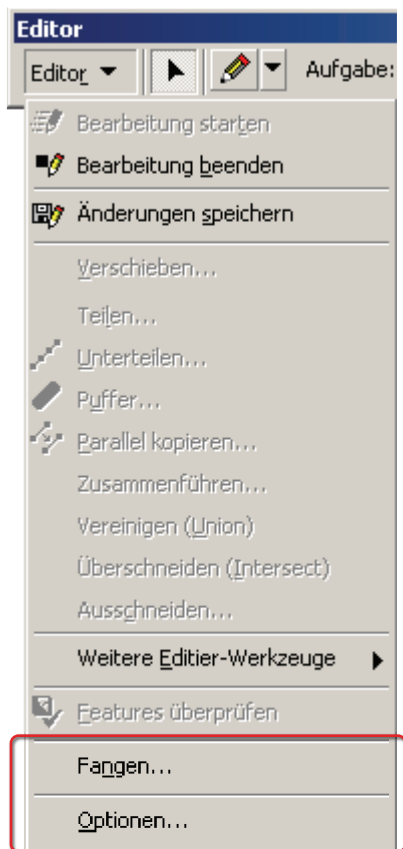 Editor
Editor Aufgabe:
Bearbeitung starten
Bearbeitung beenden
Änderungen speichern
Verschieben...
Teilen...
Unterteilen...
Puffer...
Parallel kopieren...
Zusammenführen...
Vereinigen (Union)
Überschneiden (Intersect)
Ausschneiden...
Weitere Editier-Werkzeuge
Features überprüfen
Fangen...
Optionen...